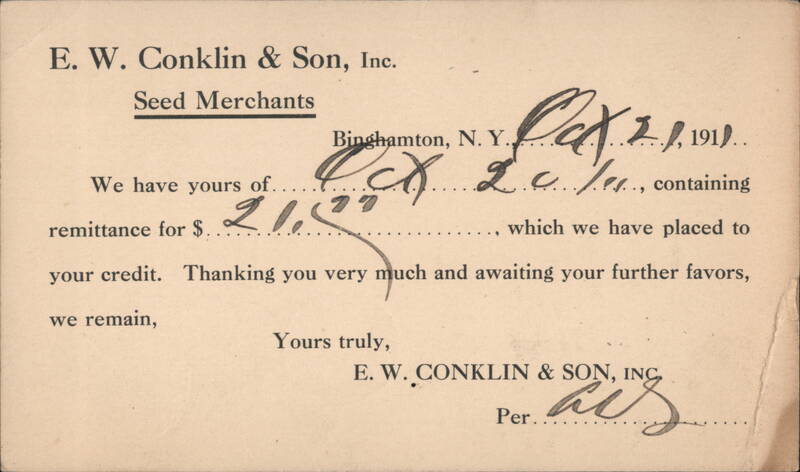 E. W. Conklin & Son, Inc.
Seed Merchants
Binghamton, N. Y. Oct 21, 1911
We have yours of Oct 20, containing
remittance for $ 21, which we have placed to
your credit. Thanking you very much and awaiting your further favors,
we remain,
Yours truly,
E. W. CONKLIN & SON, INC.
Per